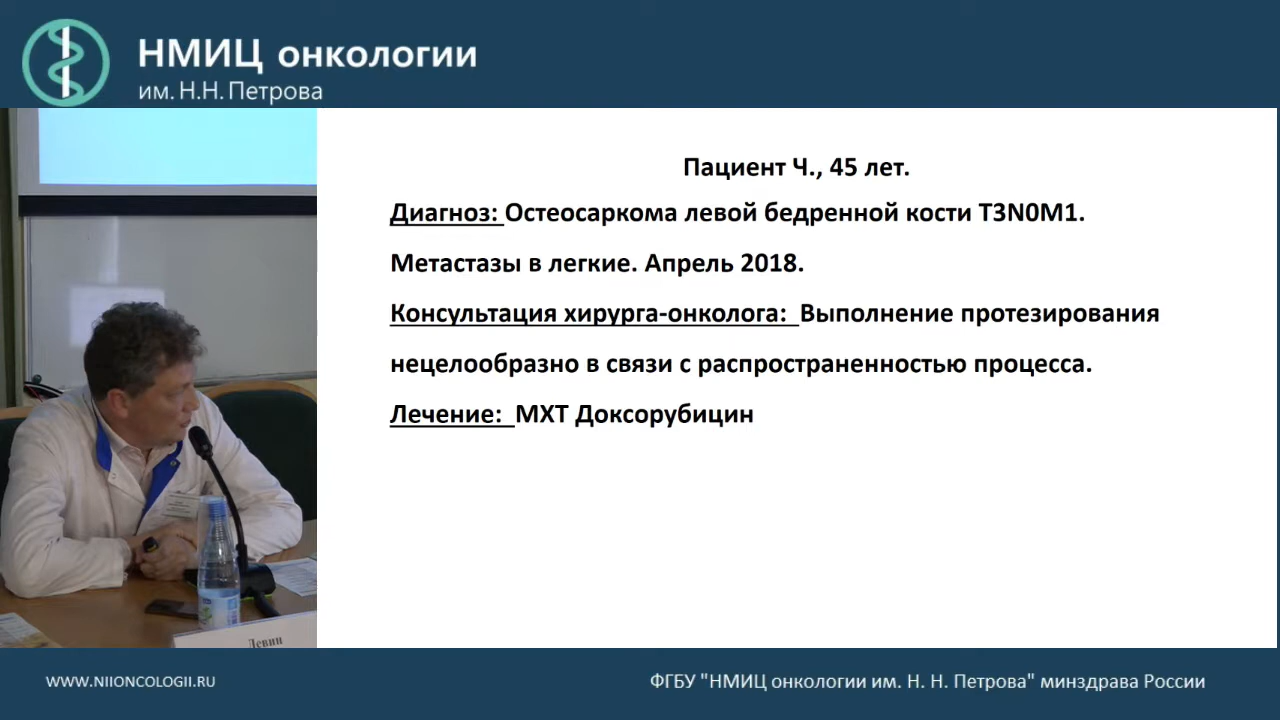 НМИЦ онкологии
им. Н.Н. Петрова
Пациент Ч., 45 лет.
Диагноз: Остеосаркома левой бедренной кости T3N0M1.
Метастазы в легкие. Апрель 2018.
Консультация хирурга-онколога: Выполнение протезирования
нецелообразно в связи с распространенностью процесса.
Лечение: МХТ Доксорубицин
Левин
WWW.NIIONCOLOGII.RU
ФГБУ "НМИЦ онкологии им. Н. Н. Петрова" минздрава России